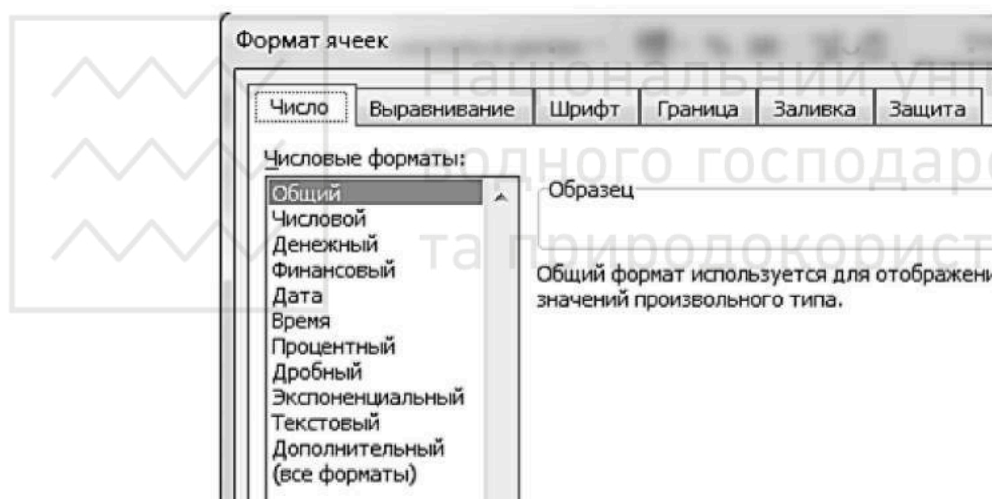 Формат ячеек
Національний уні
Число Выравнивание Шрифт Граница Заливка Защита
Числовые форматы:
водного господар
Общий
Образец
Числовой
Денежный
та природокорист
Финансовый
Общий формат используется для отображени
Дата
значений произвольного типа.
Время
Процентный
Дробный
Экспоненциальный
Текстовый
Дополнительный
(все форматы)